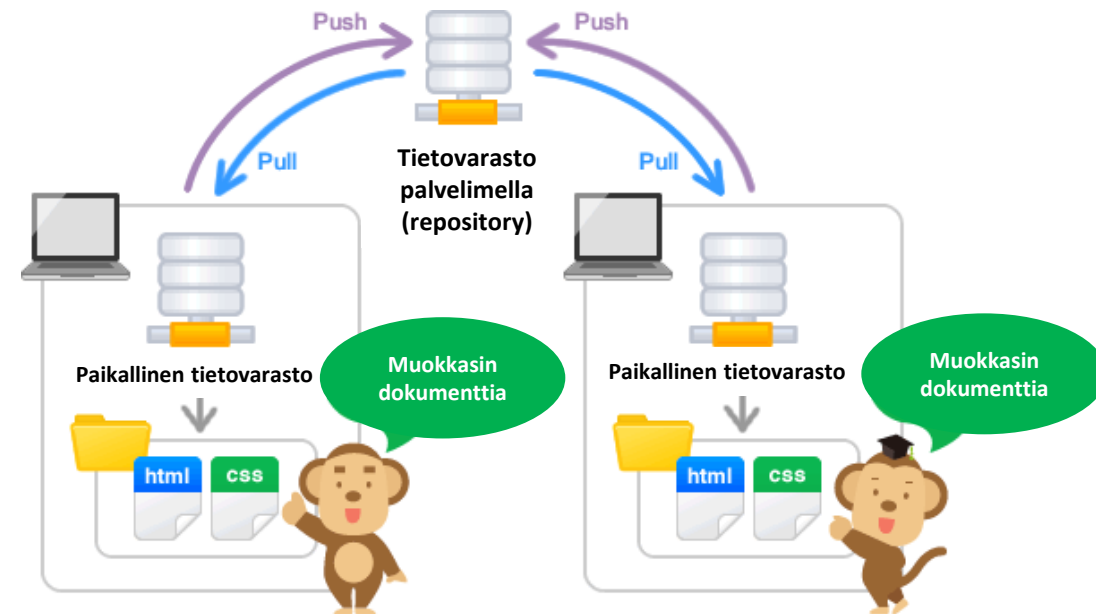 Push
Push
Pull
Pull
Tietovarasto
palvelimella
(repository)
Paikallinen tietovarasto
Muokkasin
dokumenttia
html
css
Paikallinen tietovarasto
Muokkasin
dokumenttia
html
css